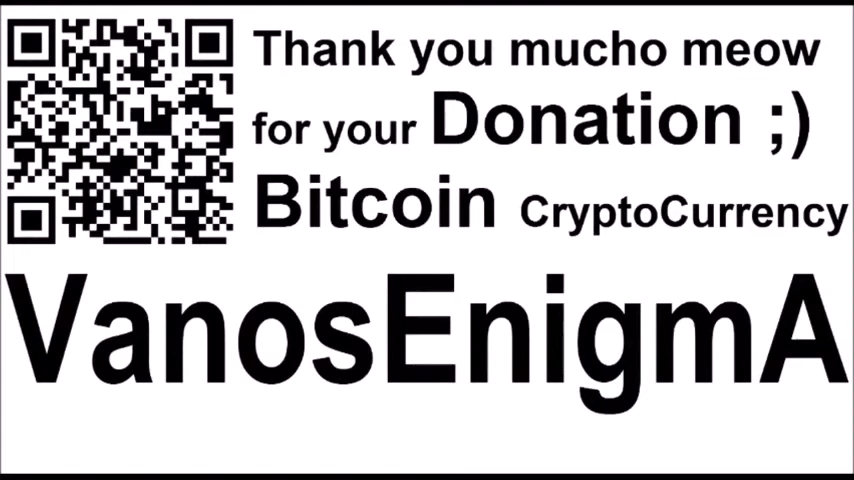 Thank you mucho meow
for your Donation ;)
Bitcoin CryptoCurrency
VanosEnigmA